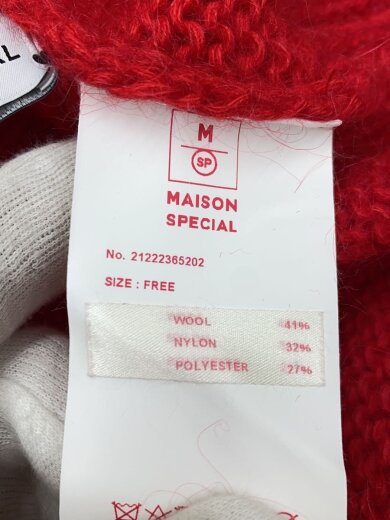 M
SP
MAISON
SPECIAL
No. 21222365202
SIZE : FREE
WOOL 41%
NYLON 32%
POLYESTER 27%